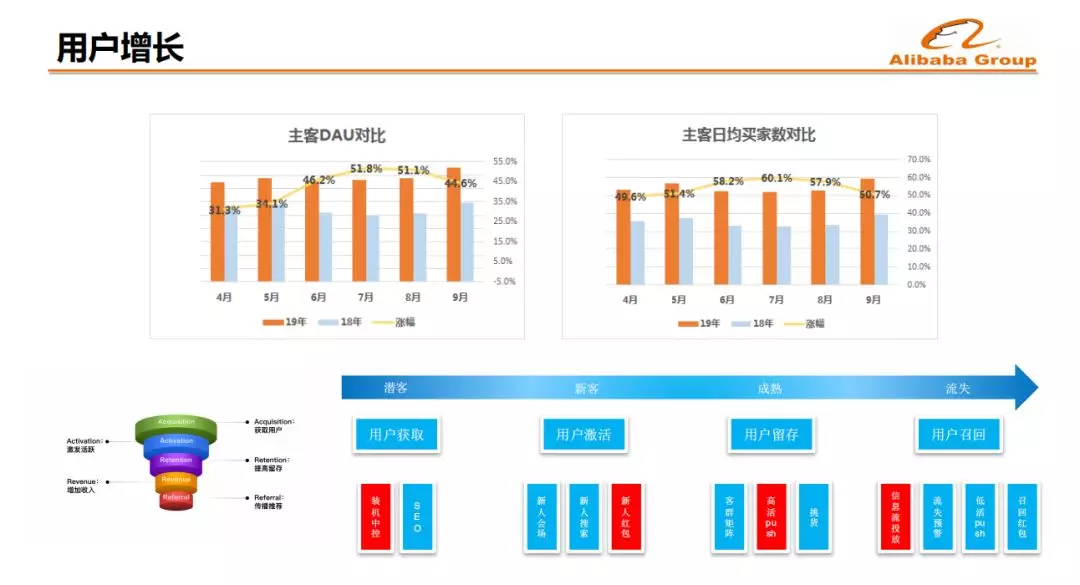 用户增长
Alibaba Group
主客DAU对比
55.0%
45.0%
35.0%
25.0%
15.0%
5.0%
-5.0%
31.3%
34.1%
46.2%
51.8%
51.1%
44.6%
4月 5月 6月 7月 8月 9月
19年 18年 涨幅
主客日均买家数对比
70.0%
60.0%
50.0%
40.0%
30.0%
20.0%
10.0%
0.0%
49.6%
51.4%
58.2%
60.1%
57.9%
50.7%
4月 5月 6月 7月 8月 9月
19年 18年 涨幅
Acquisition
Activation
Retention
Revenue
Referral
Activation:
激发活跃
Revenue:
增加收入
Acquisition:
获取用户
Retention:
提高留存
Referral:
传播推荐
潜客 新客 成熟 流失
用户获取 用户激活 用户留存 用户召回
装机中控
SEO
新人会场
新人搜索
新人红包
客群矩阵
高活push
挑货
信息流投放
流失预警
低活push
召回红包